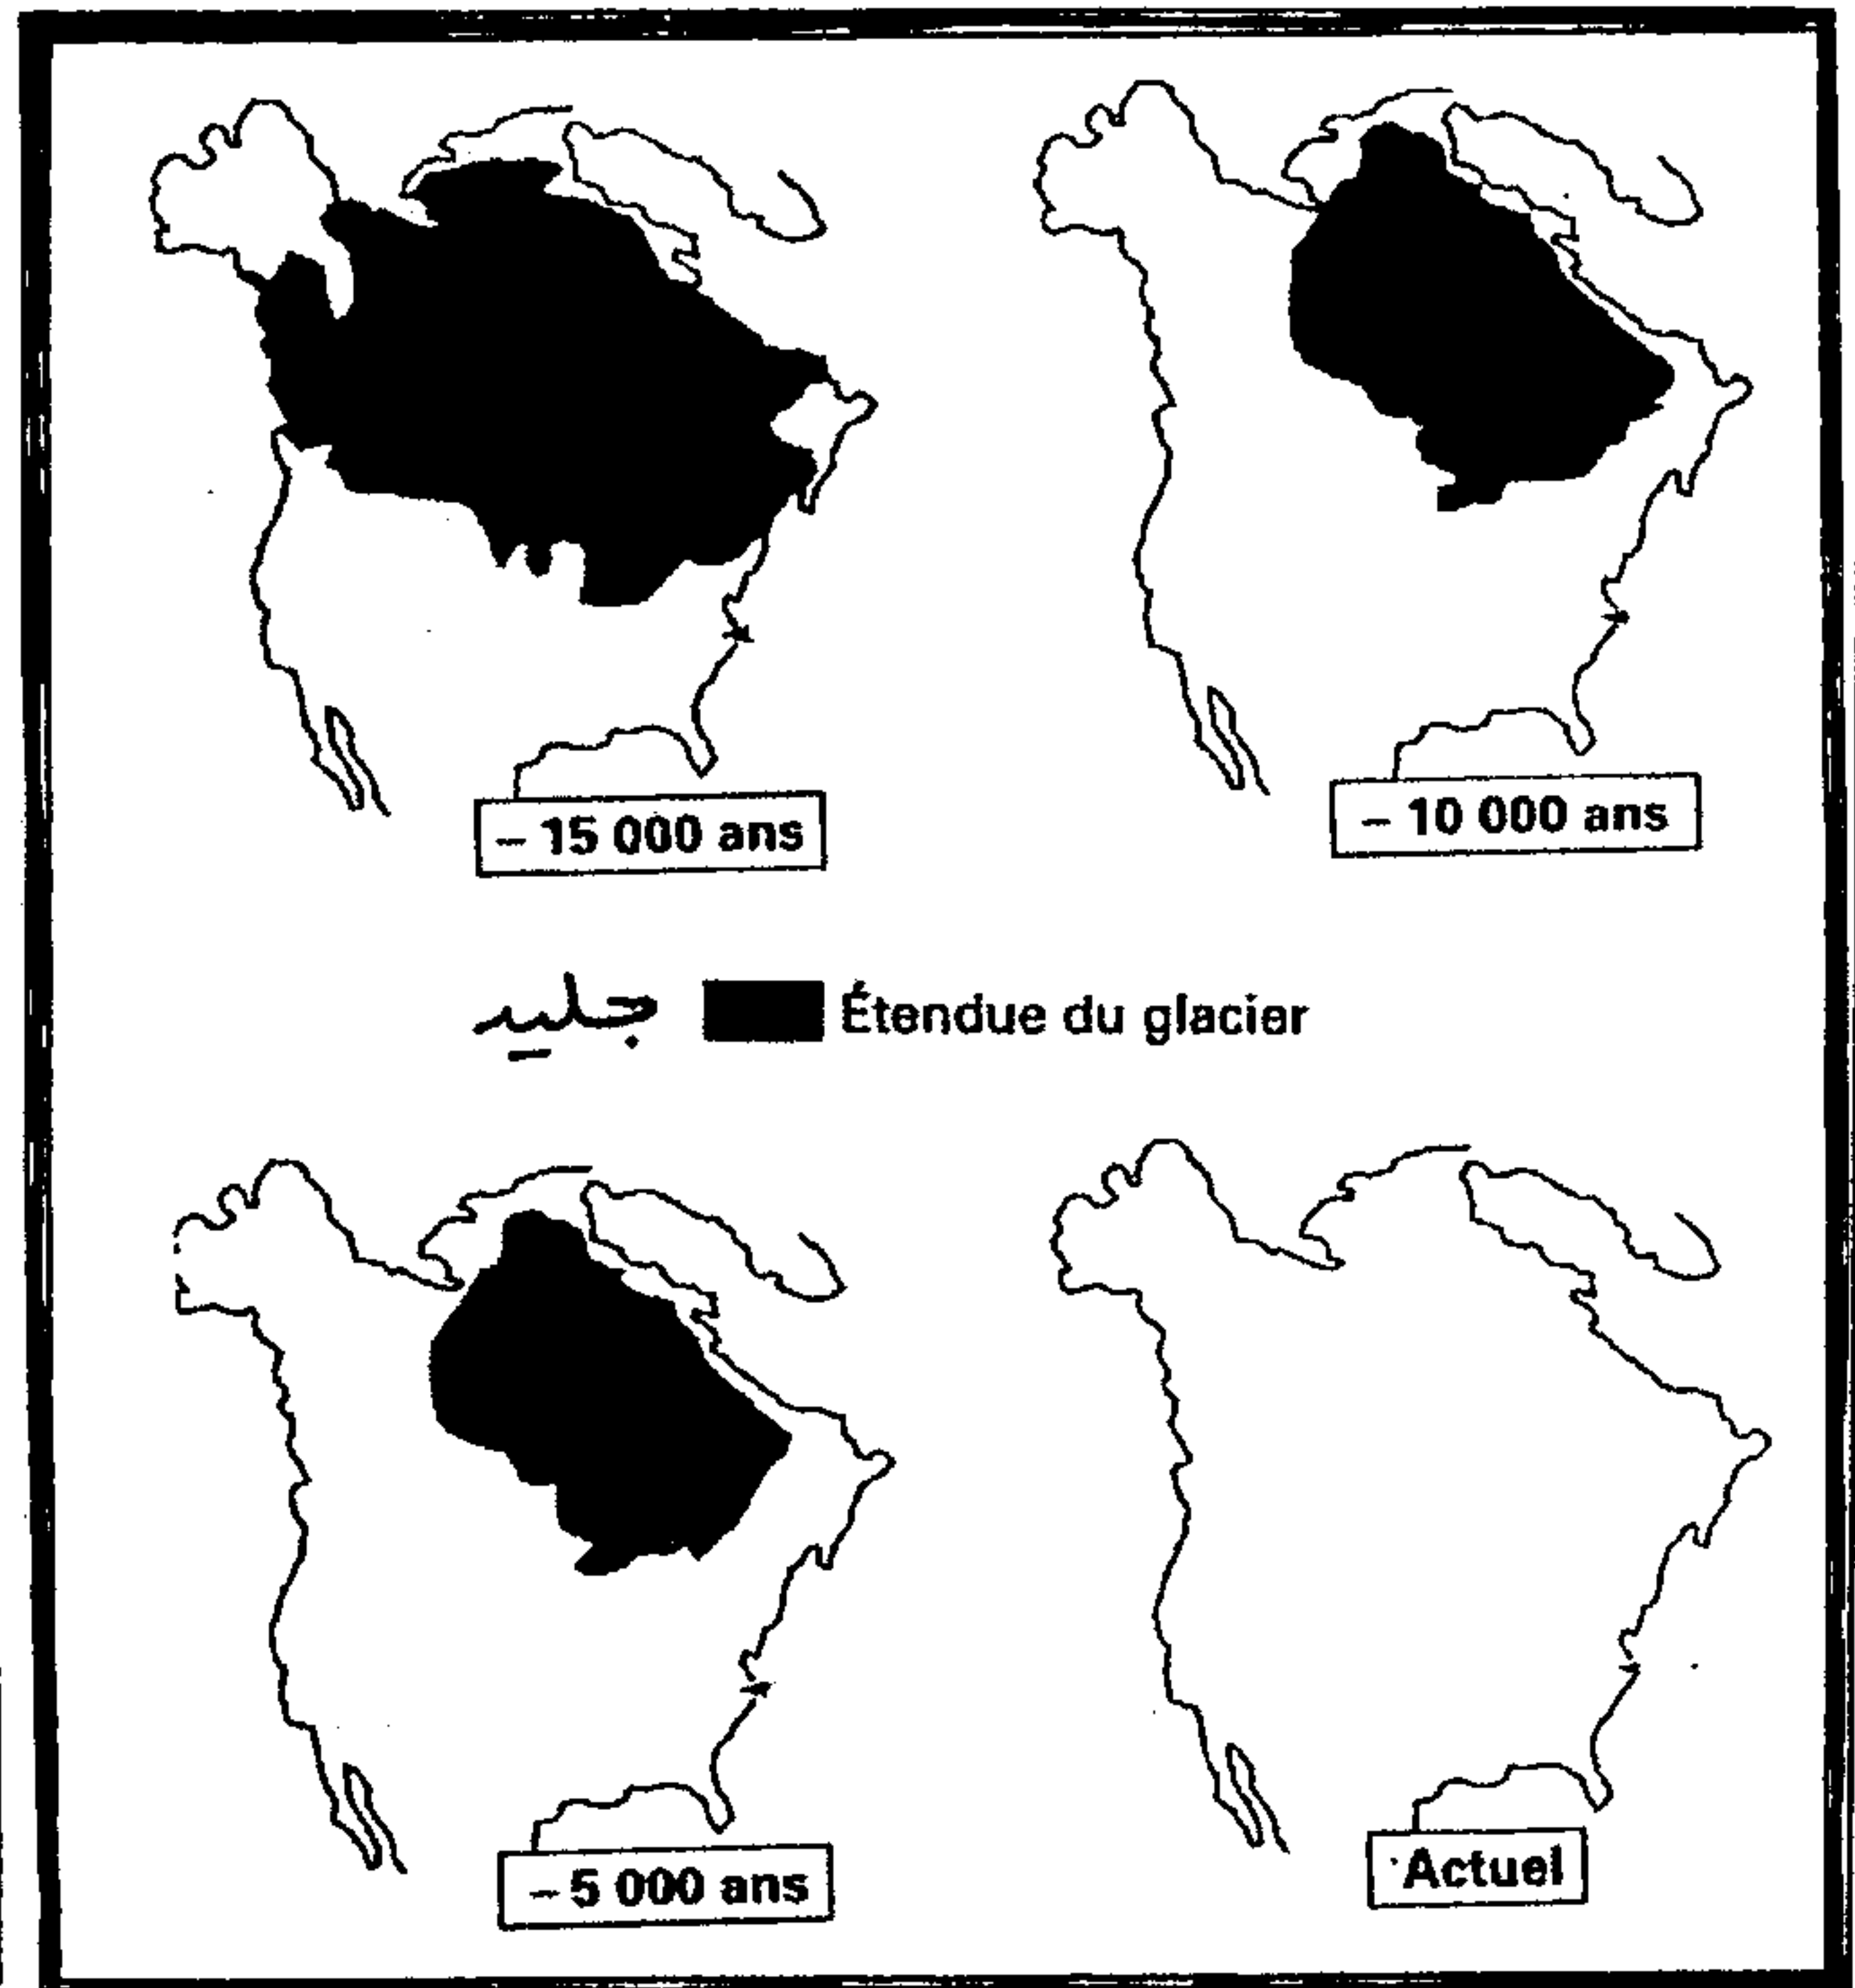 – 15 000 ans
– 10 000 ans
جليد Étendue du glacier
– 5 000 ans
Actuel